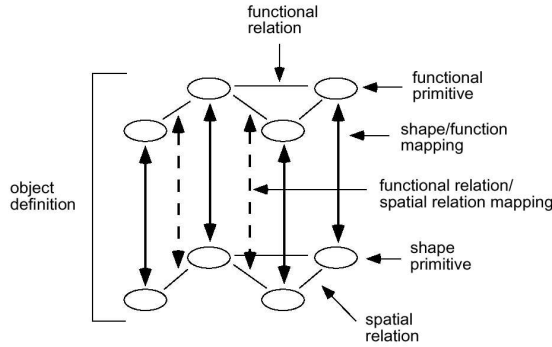 functional
relation
functional
primitive
shape/function
mapping
object
definition
functional relation/
spatial relation mapping
shape
primitive
spatial
relation